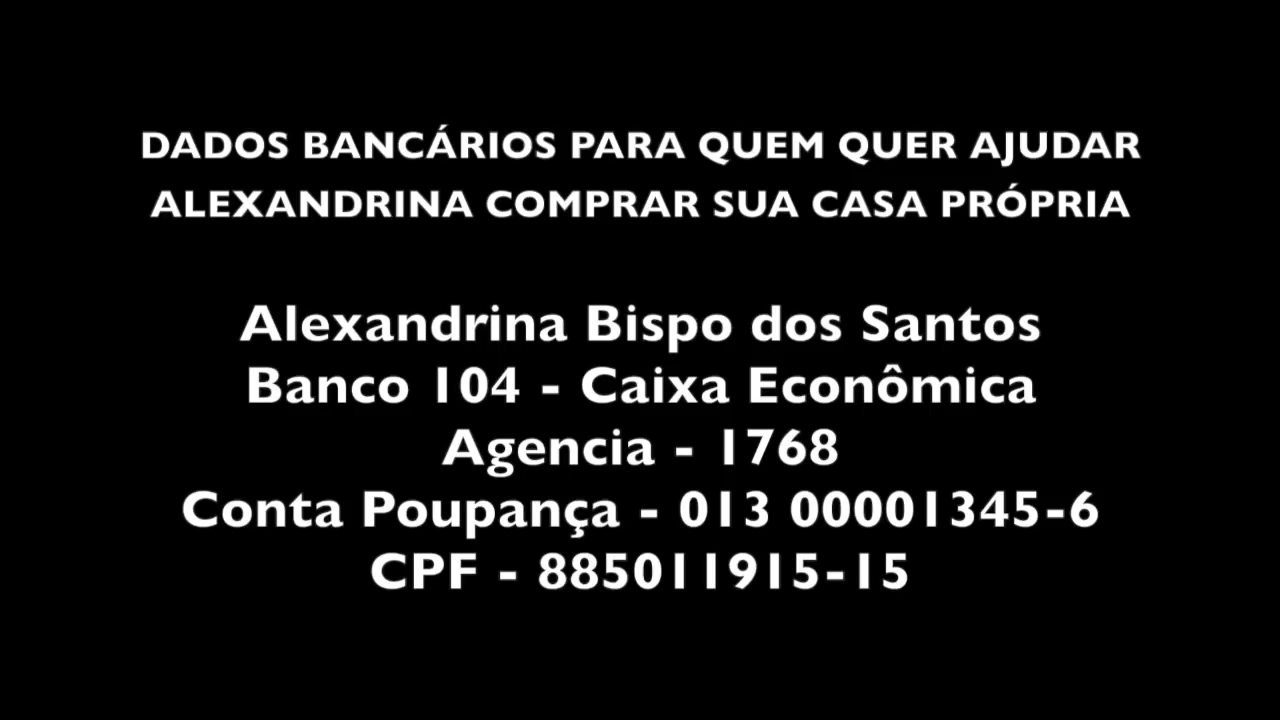 DADOS BANCÁRIOS PARA QUEM QUER AJUDAR
ALEXANDRINA COMPRAR SUA CASA PRÓPRIA
Alexandrina Bispo dos Santos
Banco 104 - Caixa Econômica
Agencia - 1768
Conta Poupança - 013 00001345-6
CPF - 885011915-15